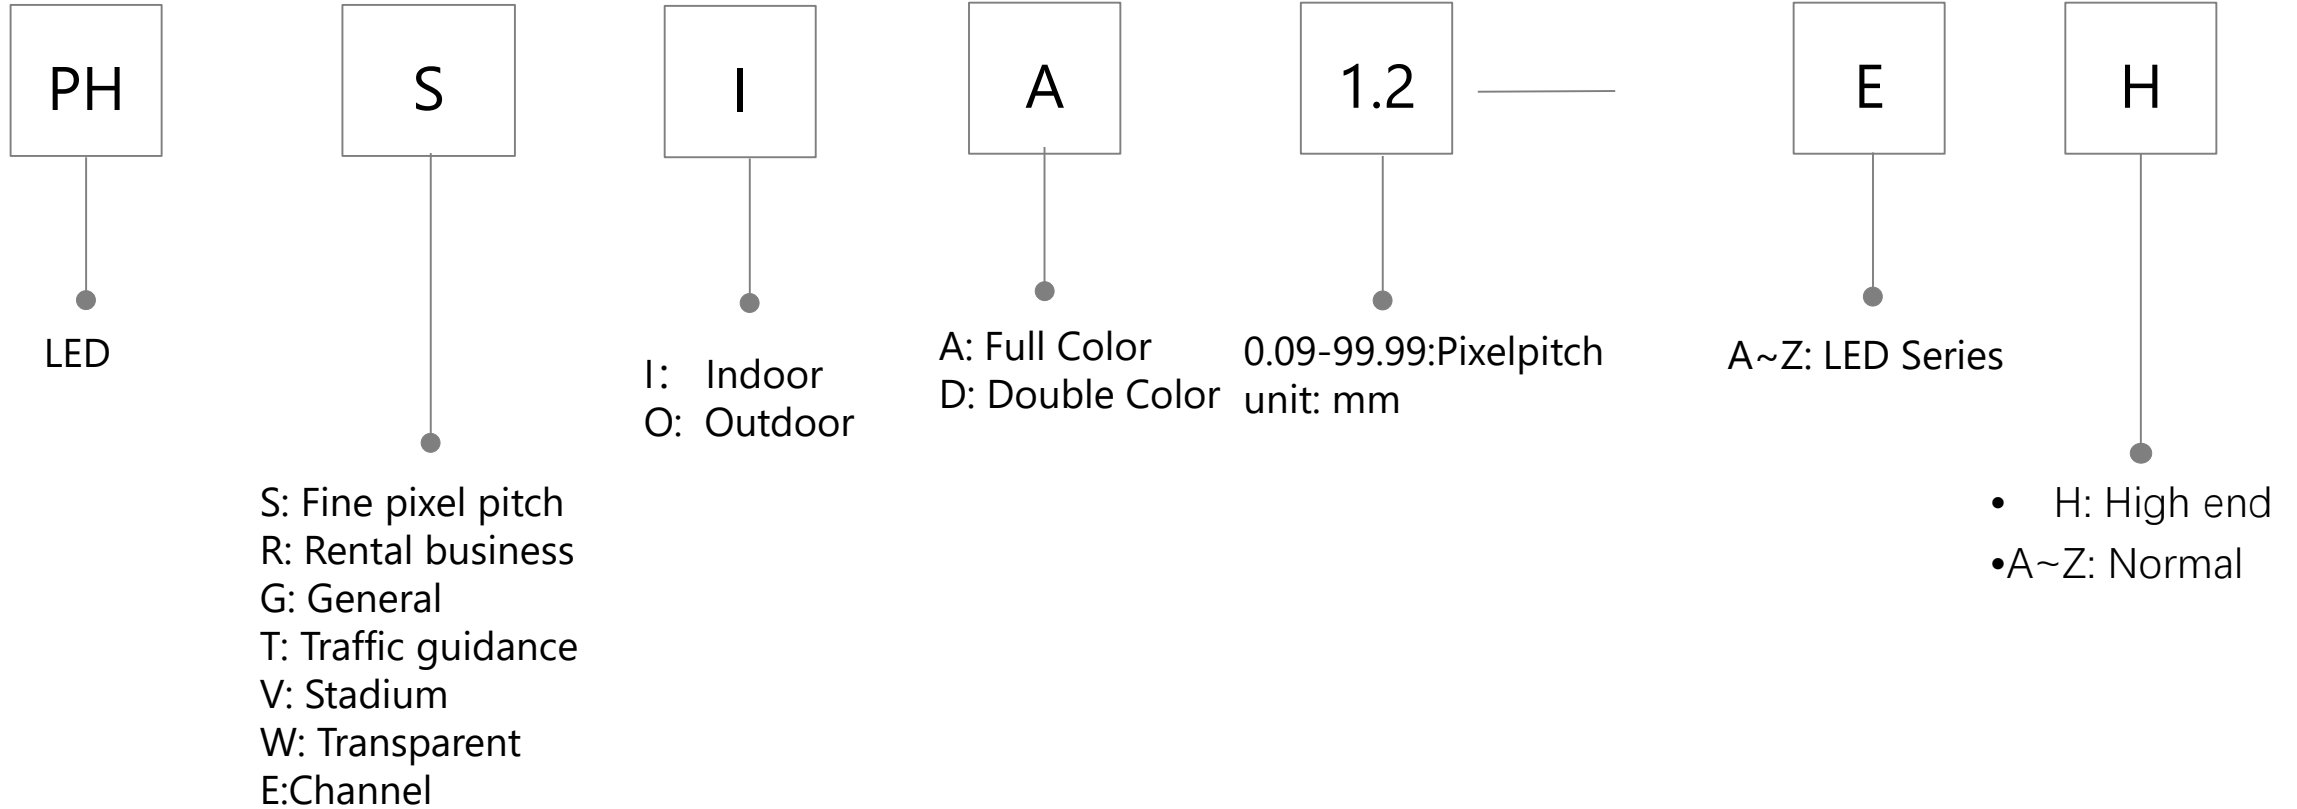 PH
S
I
A
1.2
E
H
LED
S: Fine pixel pitch
R: Rental business
G: General
T: Traffic guidance
V: Stadium
W: Transparent
E:Channel
I: Indoor
O: Outdoor
A: Full Color
D: Double Color
0.09-99.99:Pixelpitch
unit: mm
A~Z: LED Series
• H: High end
•A~Z: Normal